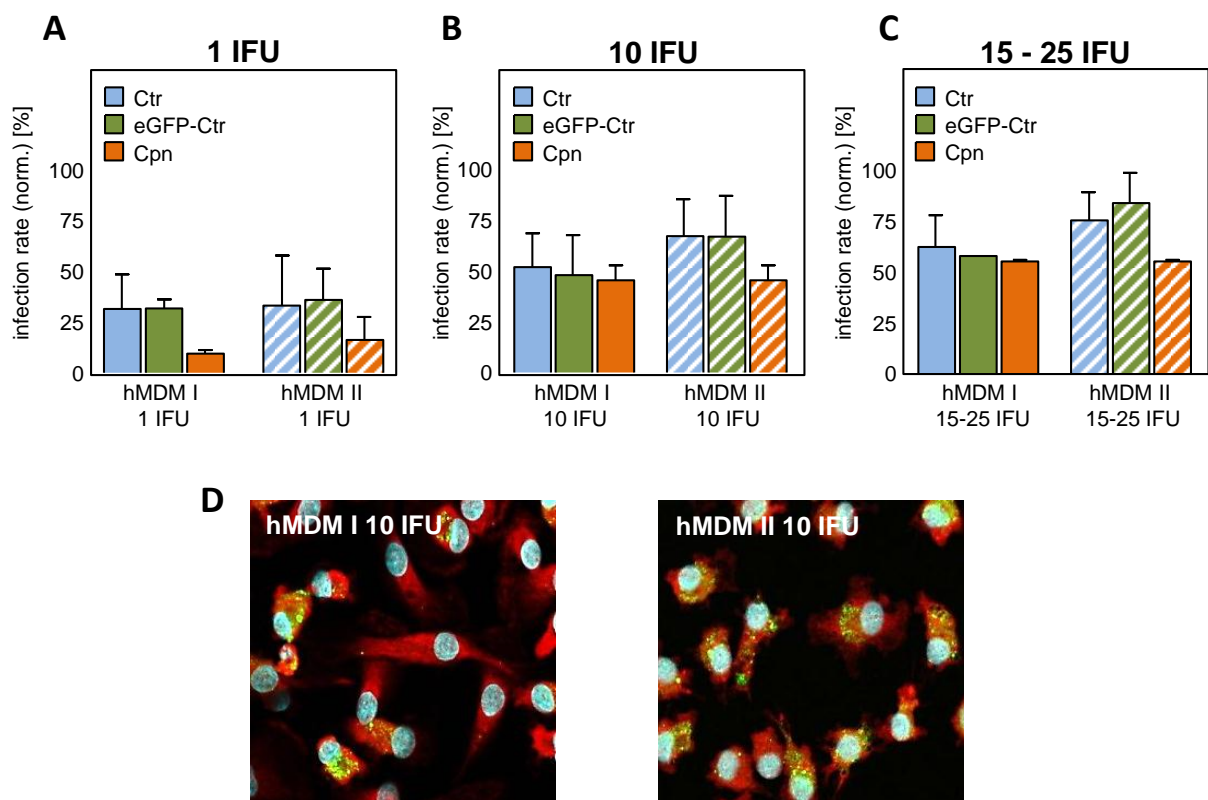 A
1 IFU
infection rate (norm.) [%]
Ctr
eGFP-Ctr
Cpn
100
75
50
25
0
hMDM I
1 IFU
hMDM II
1 IFU
B
10 IFU
infection rate (norm.) [%]
Ctr
eGFP-Ctr
Cpn
100
75
50
25
0
hMDM I
10 IFU
hMDM II
10 IFU
C
15 - 25 IFU
infection rate (norm.) [%]
Ctr
eGFP-Ctr
Cpn
100
75
50
25
0
hMDM I
15-25 IFU
hMDM II
15-25 IFU
D
hMDM I 10 IFU
hMDM II 10 IFU